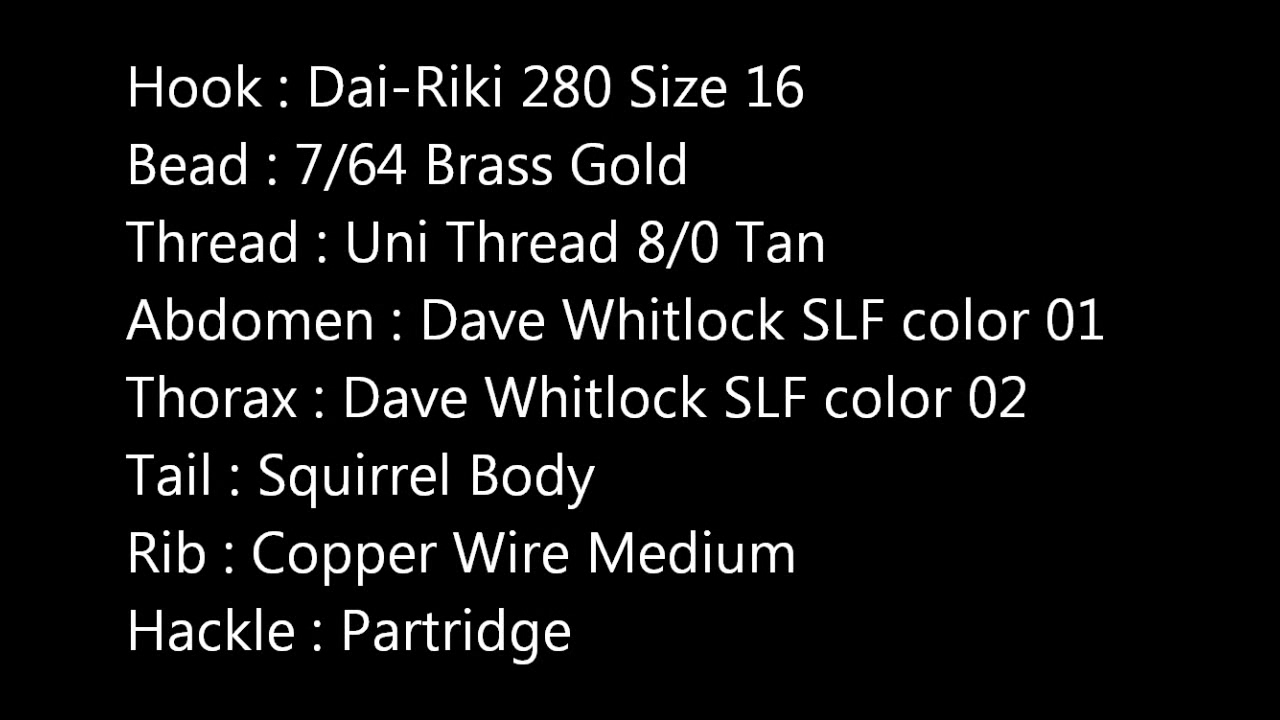 Hook : Dai-Riki 280 Size 16
Bead : 7/64 Brass Gold
Thread : Uni Thread 8/0 Tan
Abdomen : Dave Whitlock SLF color 01
Thorax : Dave Whitlock SLF color 02
Tail : Squirrel Body
Rib : Copper Wire Medium
Hackle : Partridge